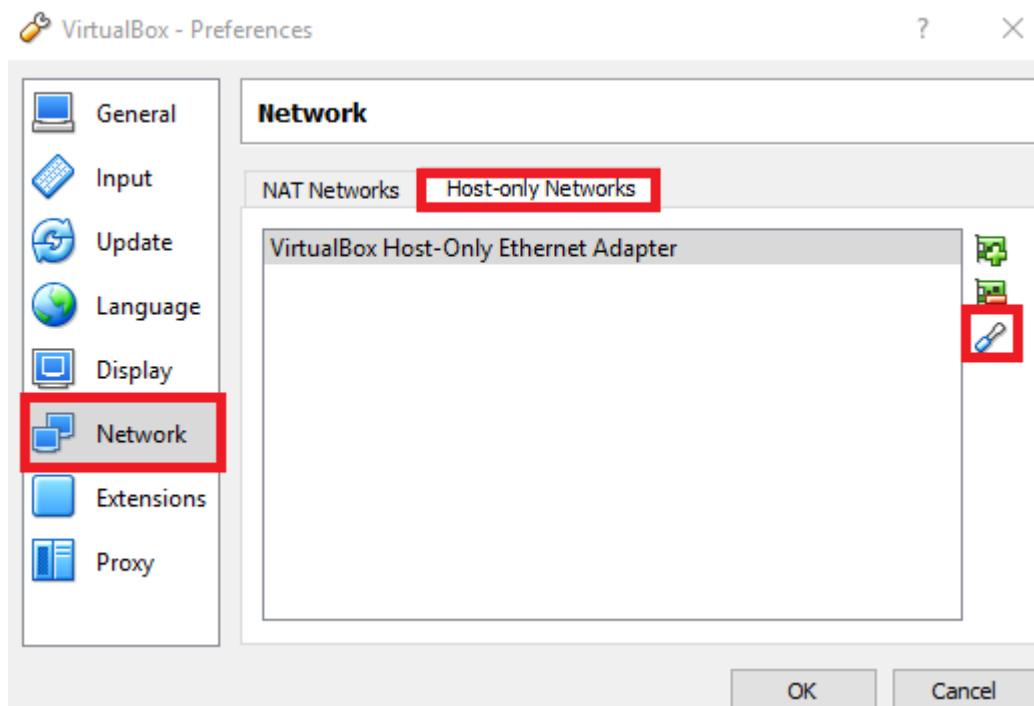 VirtualBox - Preferences
?
General
Input
Update
Language
Display
Network
Extensions
Proxy
Network
NAT Networks
Host-only Networks
VirtualBox Host-Only Ethernet Adapter
OK
Cancel